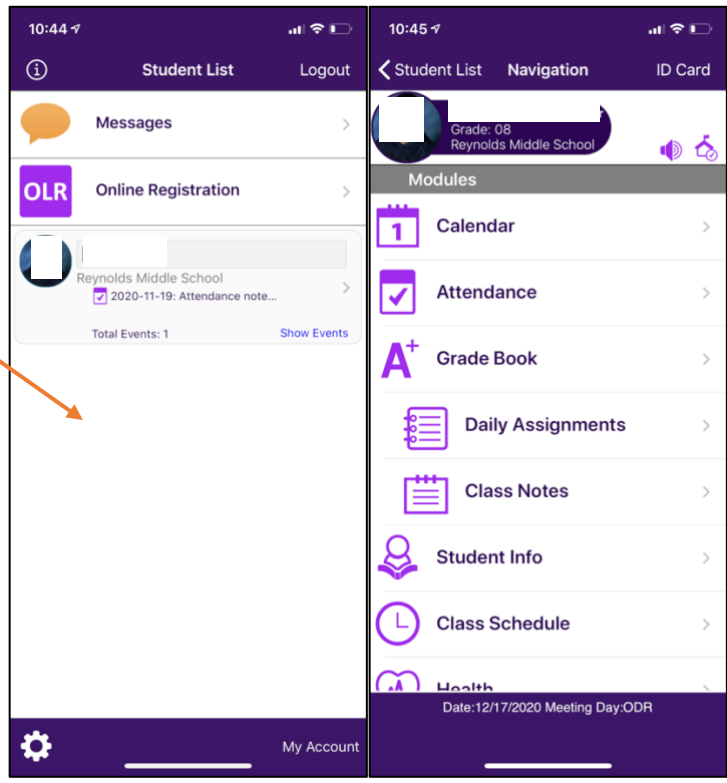 10:44
Student List
Logout
Messages
OLR
Online Registration
Reynolds Middle School
2020-11-19: Attendance note...
Total Events: 1
Show Events
My Account
10:45
Student List
Navigation
ID Card
Grade: 08
Reynolds Middle School
Modules
1
Calendar
Attendance
A+
Grade Book
Daily Assignments
Class Notes
Student Info
Class Schedule
Health
Date:12/17/2020 Meeting Day:ODR